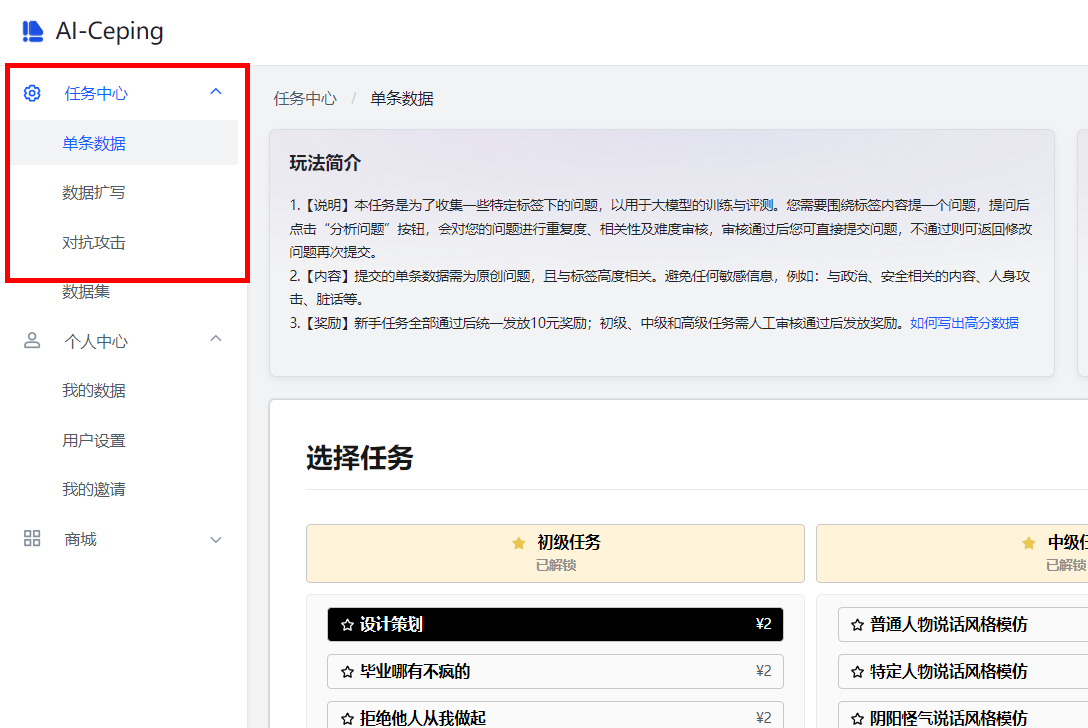 AI-Ceping
任务中心
单条数据
数据扩写
对抗攻击
数据集
个人中心
我的数据
用户设置
我的邀请
商城
任务中心 / 单条数据
玩法简介
1.【说明】本任务是为了收集一些特定标签下的问题，以用于大模型的训练与评测。您需要围绕标签内容提一个问题，提问后
点击“分析问题”按钮，会对您的问题进行重复度、相关性及难度审核，审核通过后您可直接提交问题，不通过则可返回修改
问题再次提交。
2.【内容】提交的单条数据需为原创问题，且与标签高度相关。避免任何敏感信息，例如：与政治、安全相关的内容、人身攻
击、脏话等。
3.【奖励】新手任务全部通过后统一发放10元奖励；初级、中级和高级任务需人工审核通过后发放奖励。如何写出高分数据
选择任务
初级任务
已解锁
设计策划 ¥2
毕业哪有不疯的 ¥2
拒绝他人从我做起 ¥2
中级任
已解锁
普通人物说话风格模仿
特定人物说话风格模仿
阴阳怪气说话风格模仿